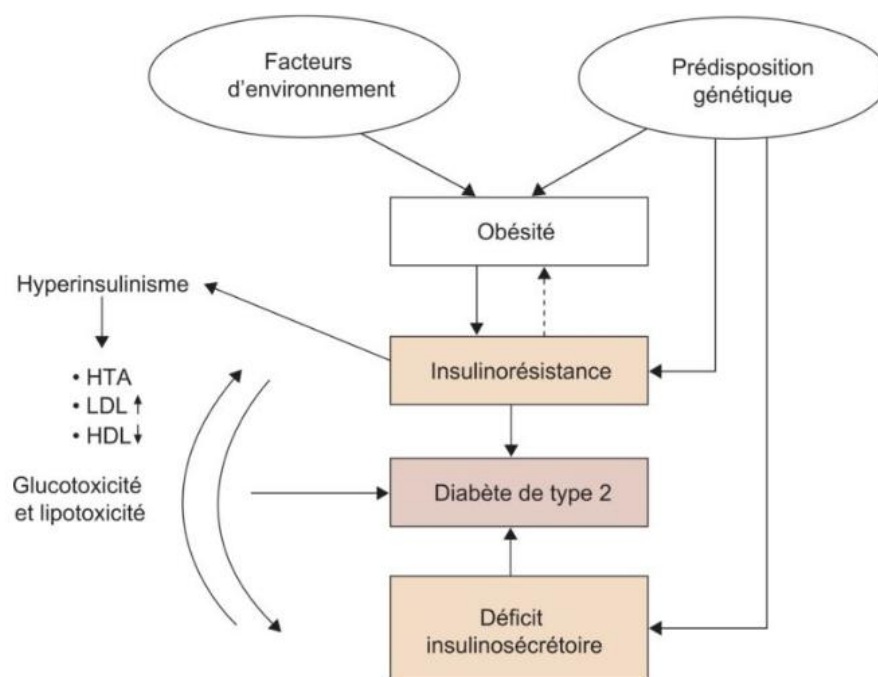 Facteurs
d'environnement
Prédisposition
génétique
Obésité
Hyperinsulinisme
Insulinorésistance
• HTA
• LDL ↑
• HDL ↓
Glucotoxicité
et lipotoxicité
Diabète de type 2
Déficit
insulinosécrétoire